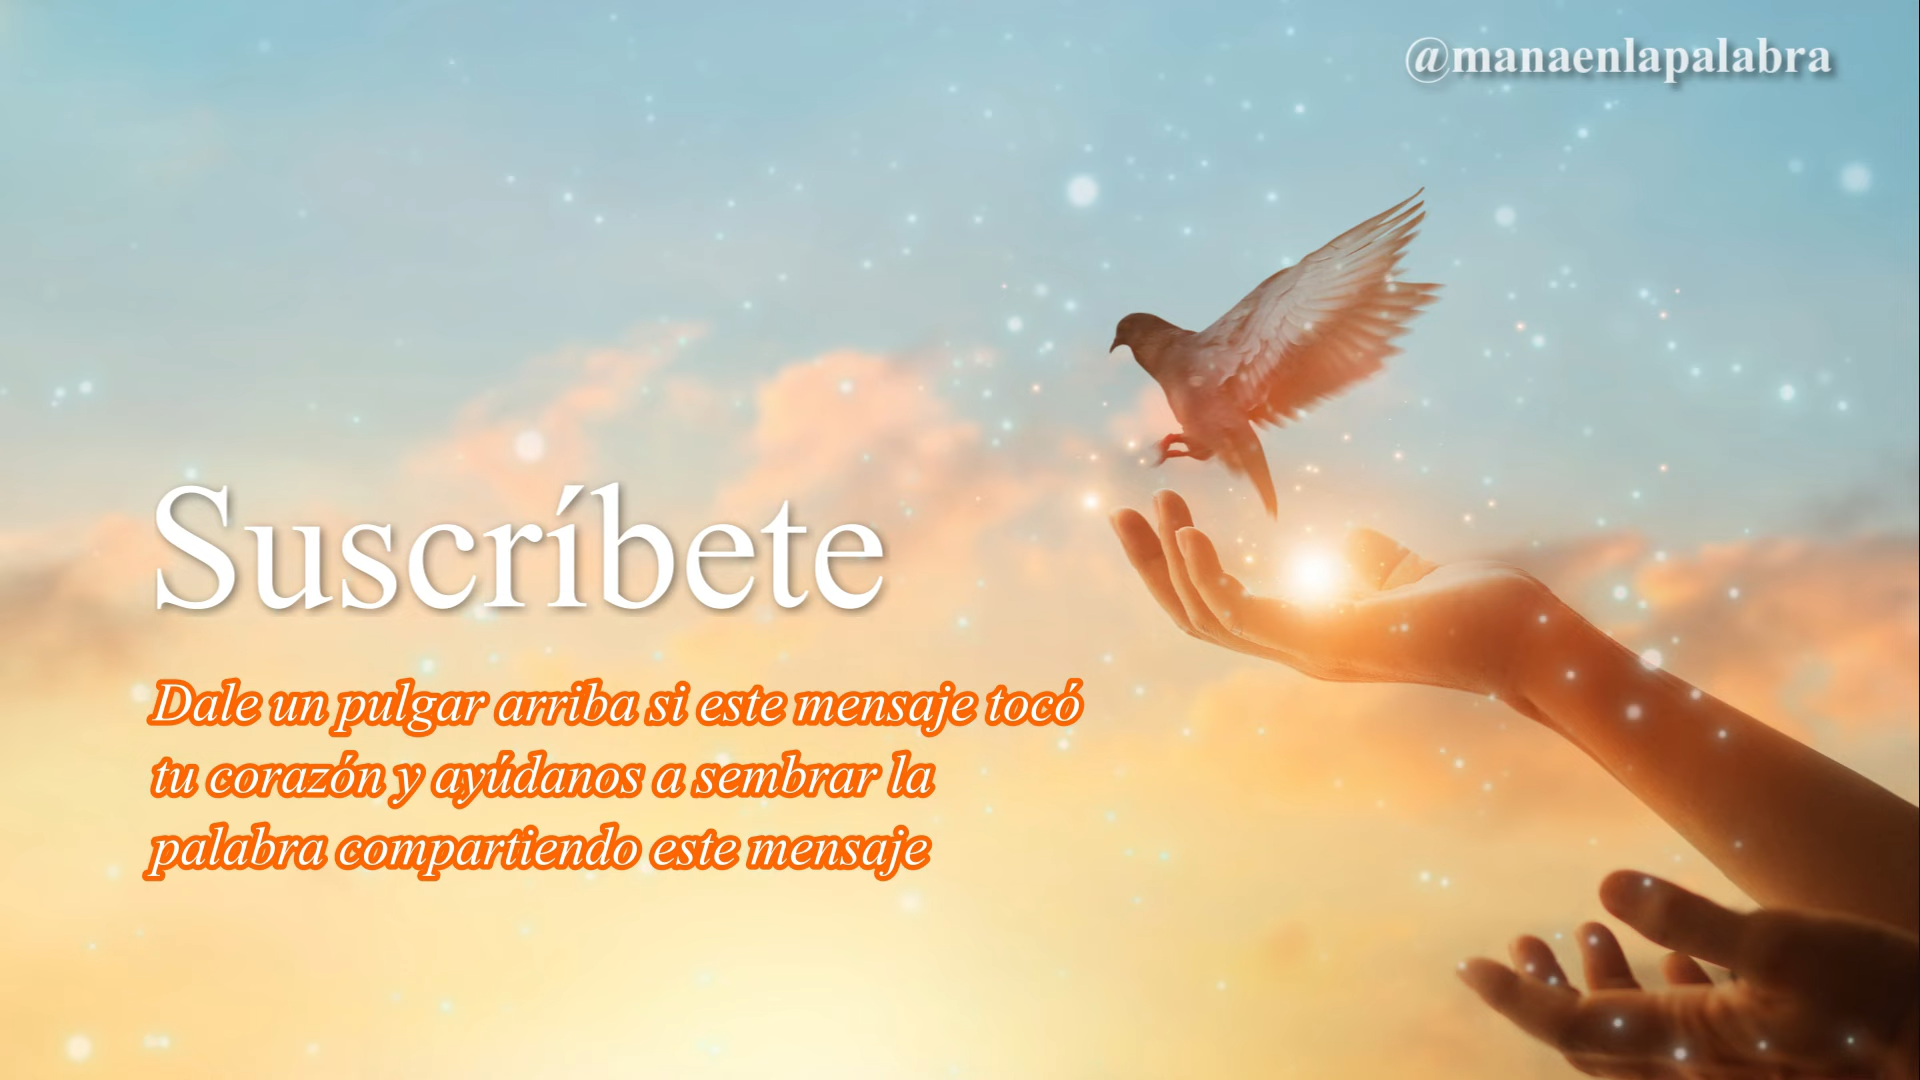 @manaenlapalabra
Suscríbete
Dale un pulgar arriba si este mensaje tocó
tu corazón y ayúdanos a sembrar la
palabra compartiendo este mensaje